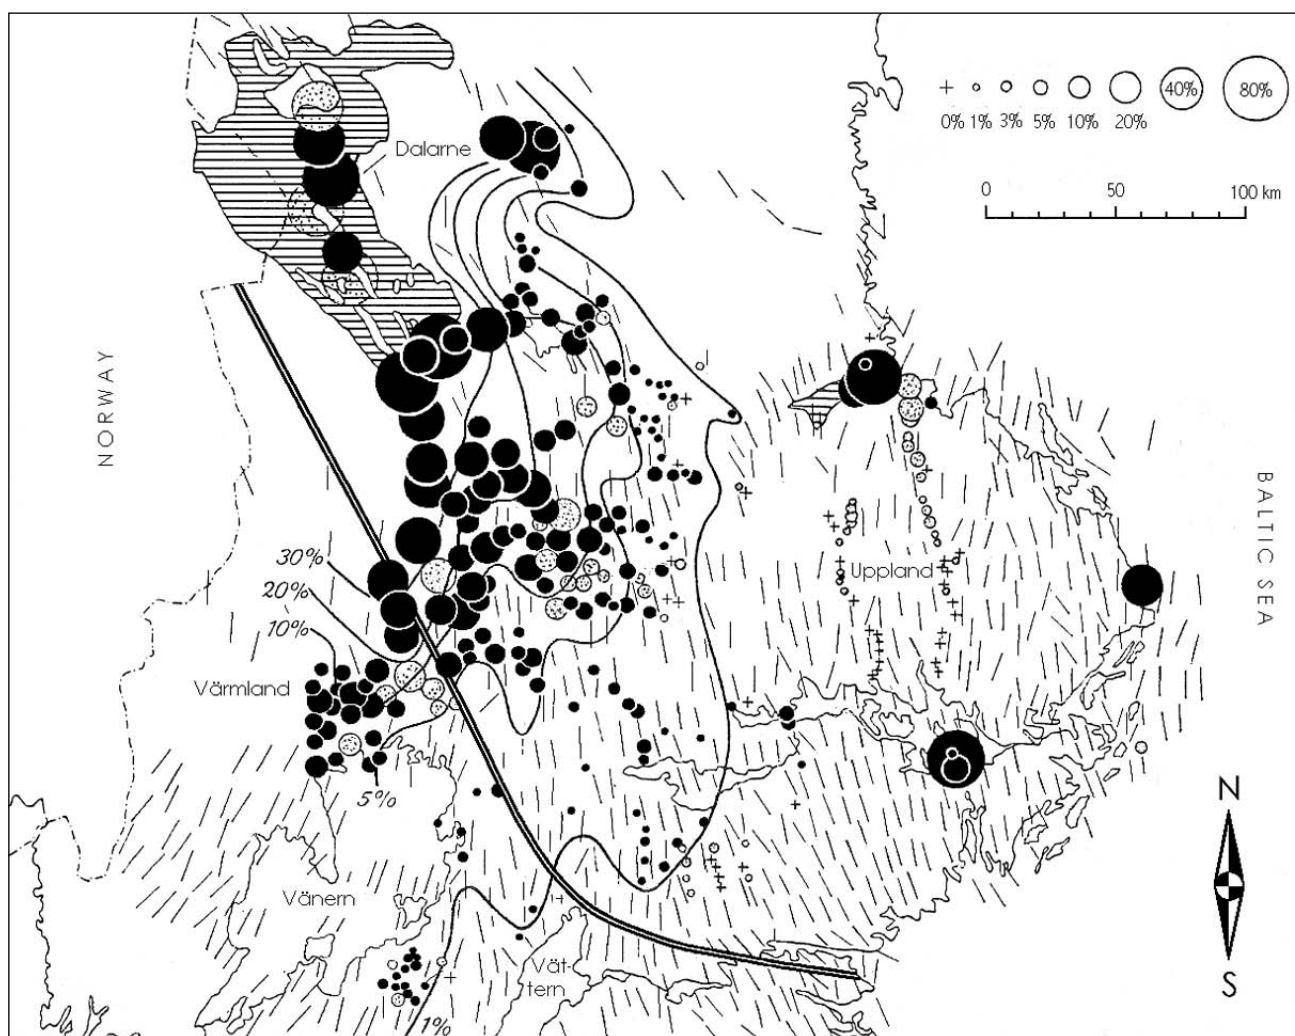 40%
80%
0% 1% 3% 5% 10% 20%
0 50 100 km
Dalarne
NORWAY
BALTIC SEA
30%
20%
10%
Uppland
Värmland
5%
N
Vänern
S
Vät-
tern
1%